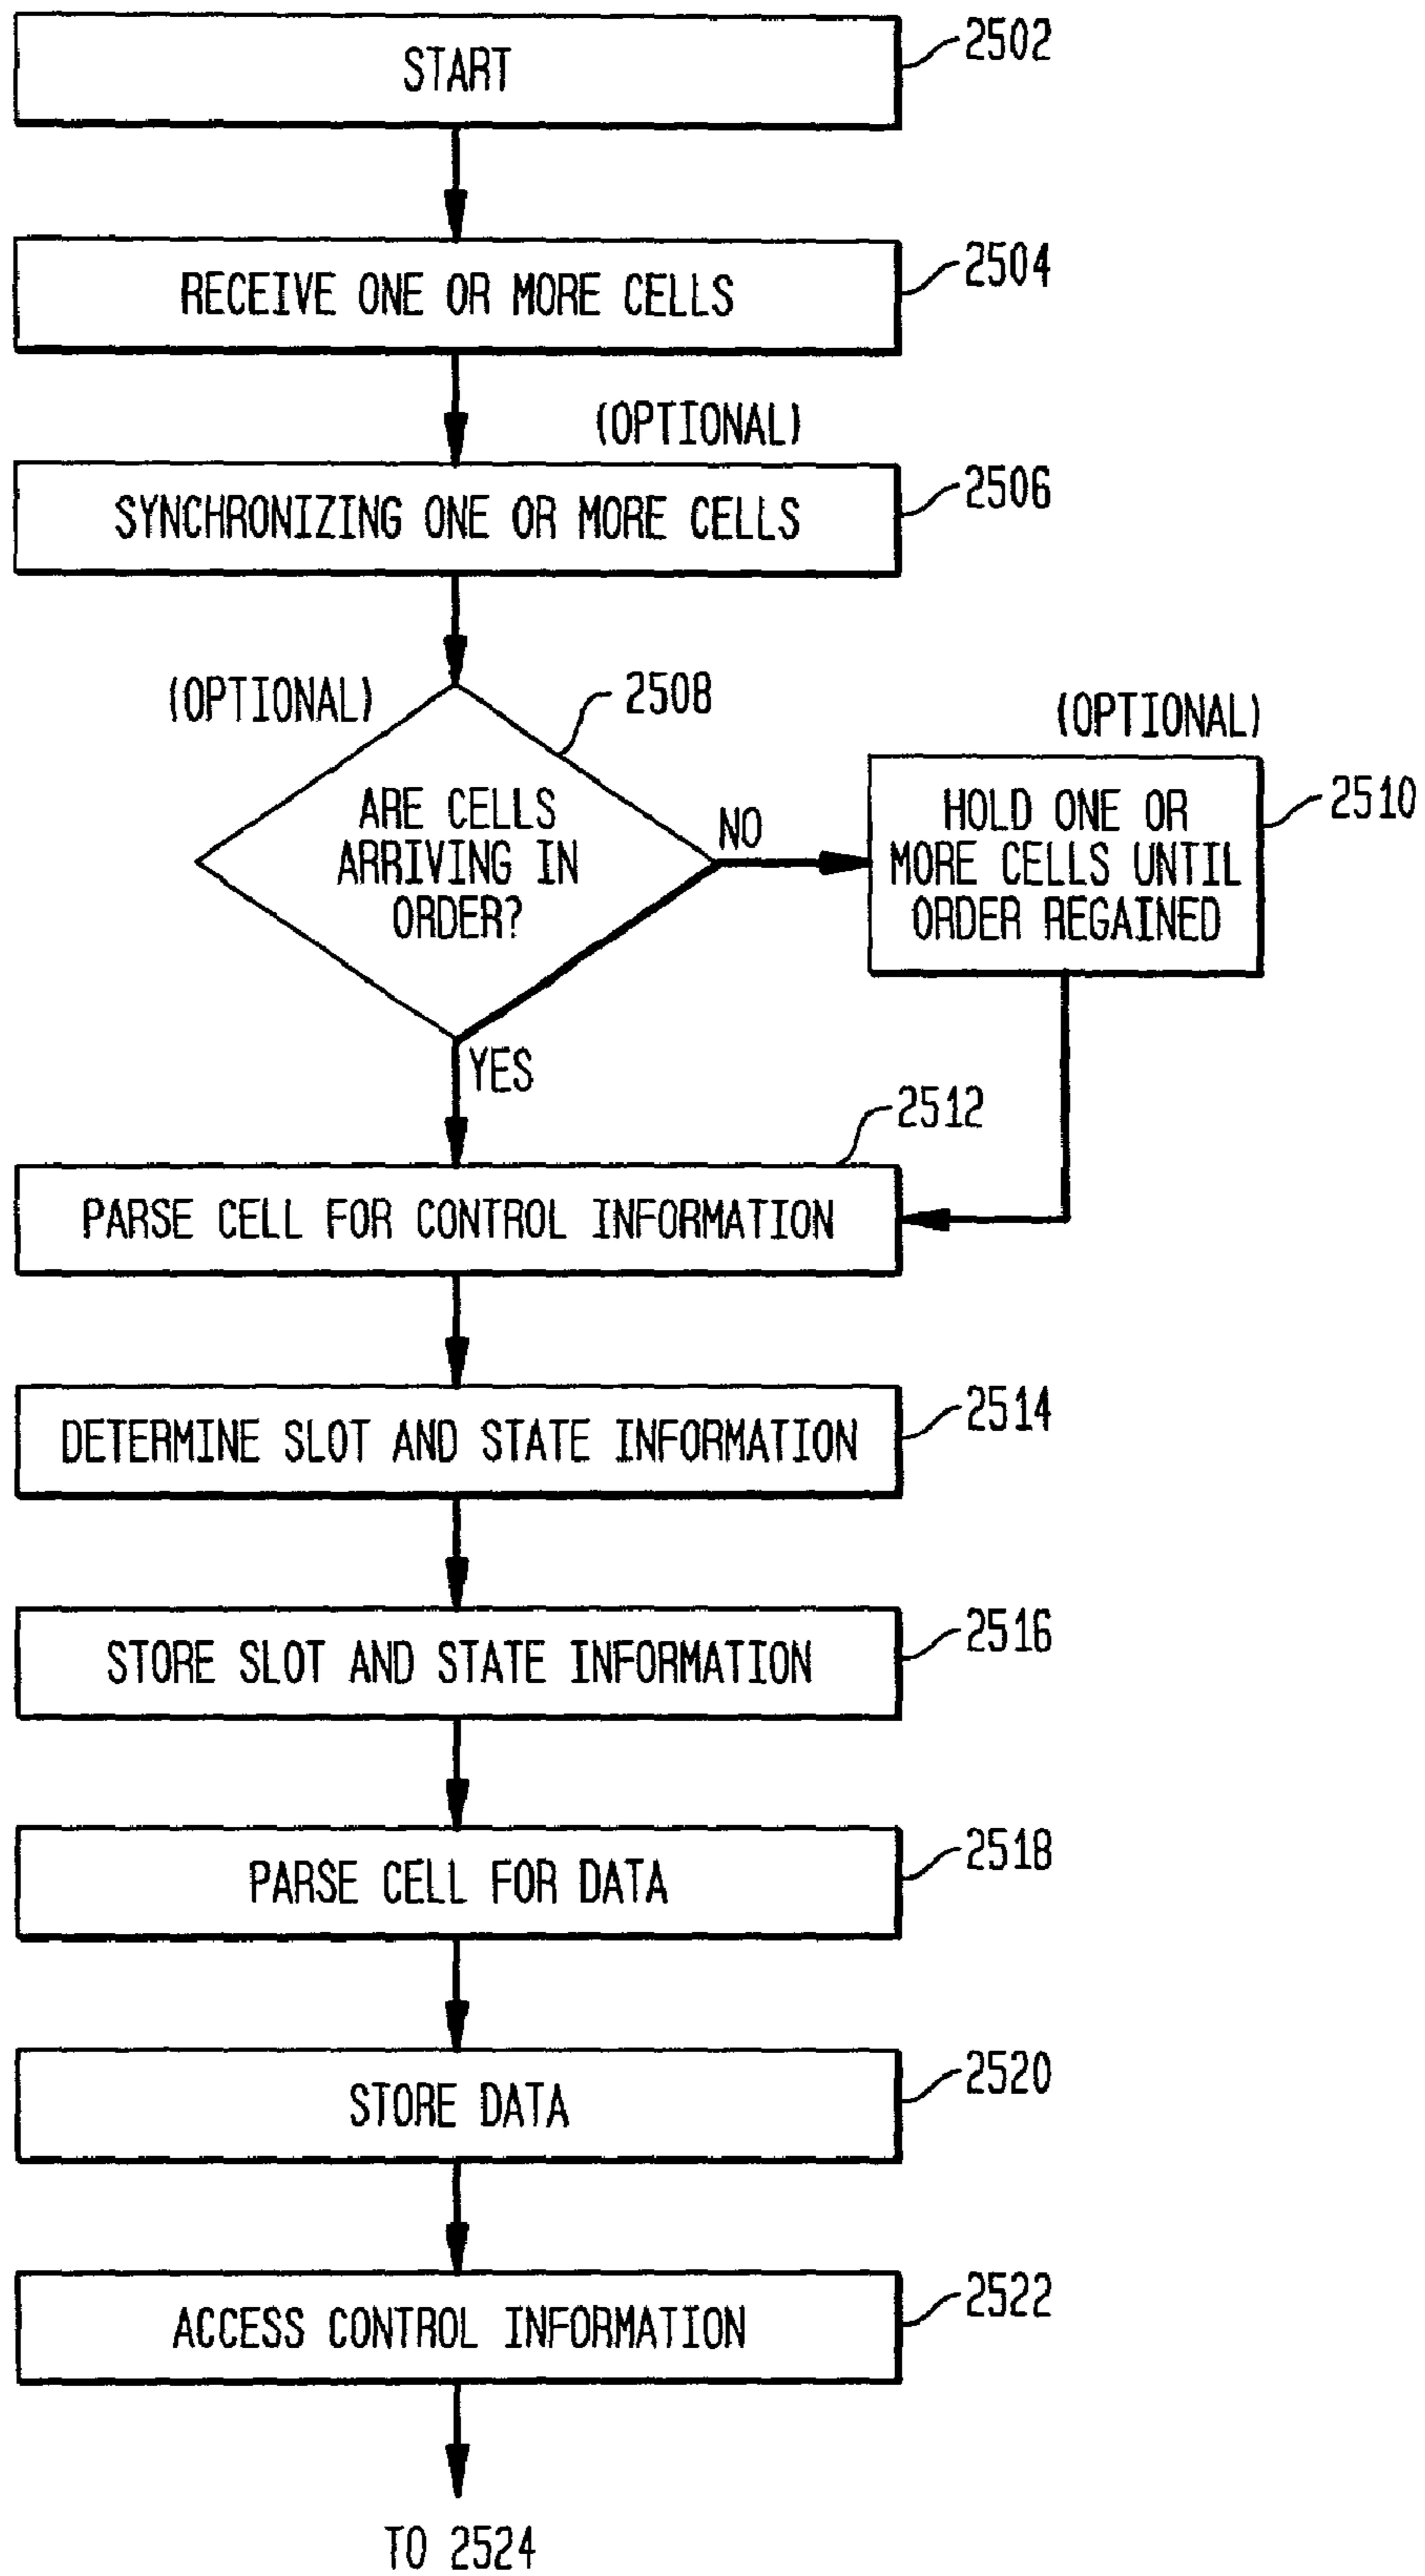 START
2502
RECEIVE ONE OR MORE CELLS
2504
(OPTIONAL)
SYNCHRONIZING ONE OR MORE CELLS
2506
(OPTIONAL)
2508
ARE CELLS
ARRIVING IN
ORDER?
NO
YES
(OPTIONAL)
HOLD ONE OR
MORE CELLS UNTIL
ORDER REGAINED
2510
2512
PARSE CELL FOR CONTROL INFORMATION
DETERMINE SLOT AND STATE INFORMATION
2514
STORE SLOT AND STATE INFORMATION
2516
PARSE CELL FOR DATA
2518
STORE DATA
2520
ACCESS CONTROL INFORMATION
2522
TO 2524